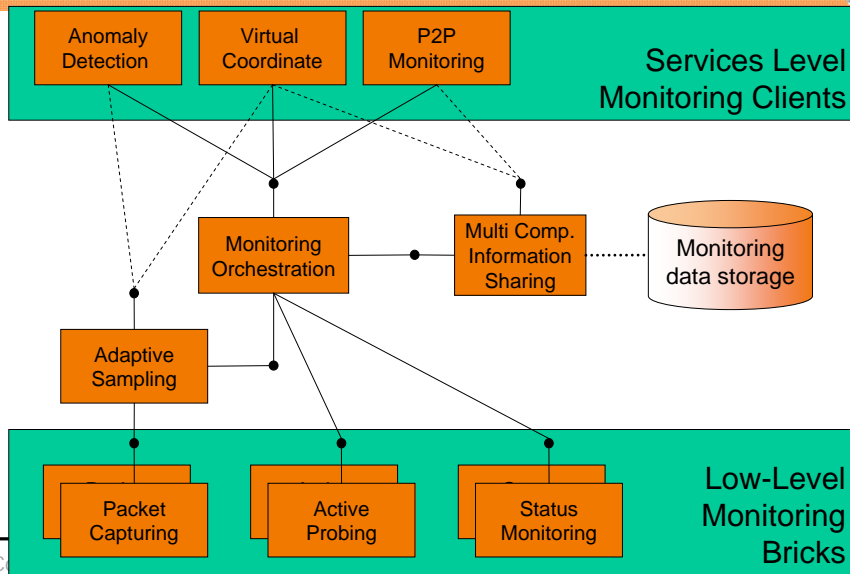 Anomaly
Detection
Virtual
Coordinate
P2P
Monitoring
Services Level
Monitoring Clients
Monitoring
Orchestration
Multi Comp.
Information
Sharing
Monitoring
data storage
Adaptive
Sampling
Packet
Capturing
Active
Probing
Status
Monitoring
Low-Level
Monitoring
Bricks